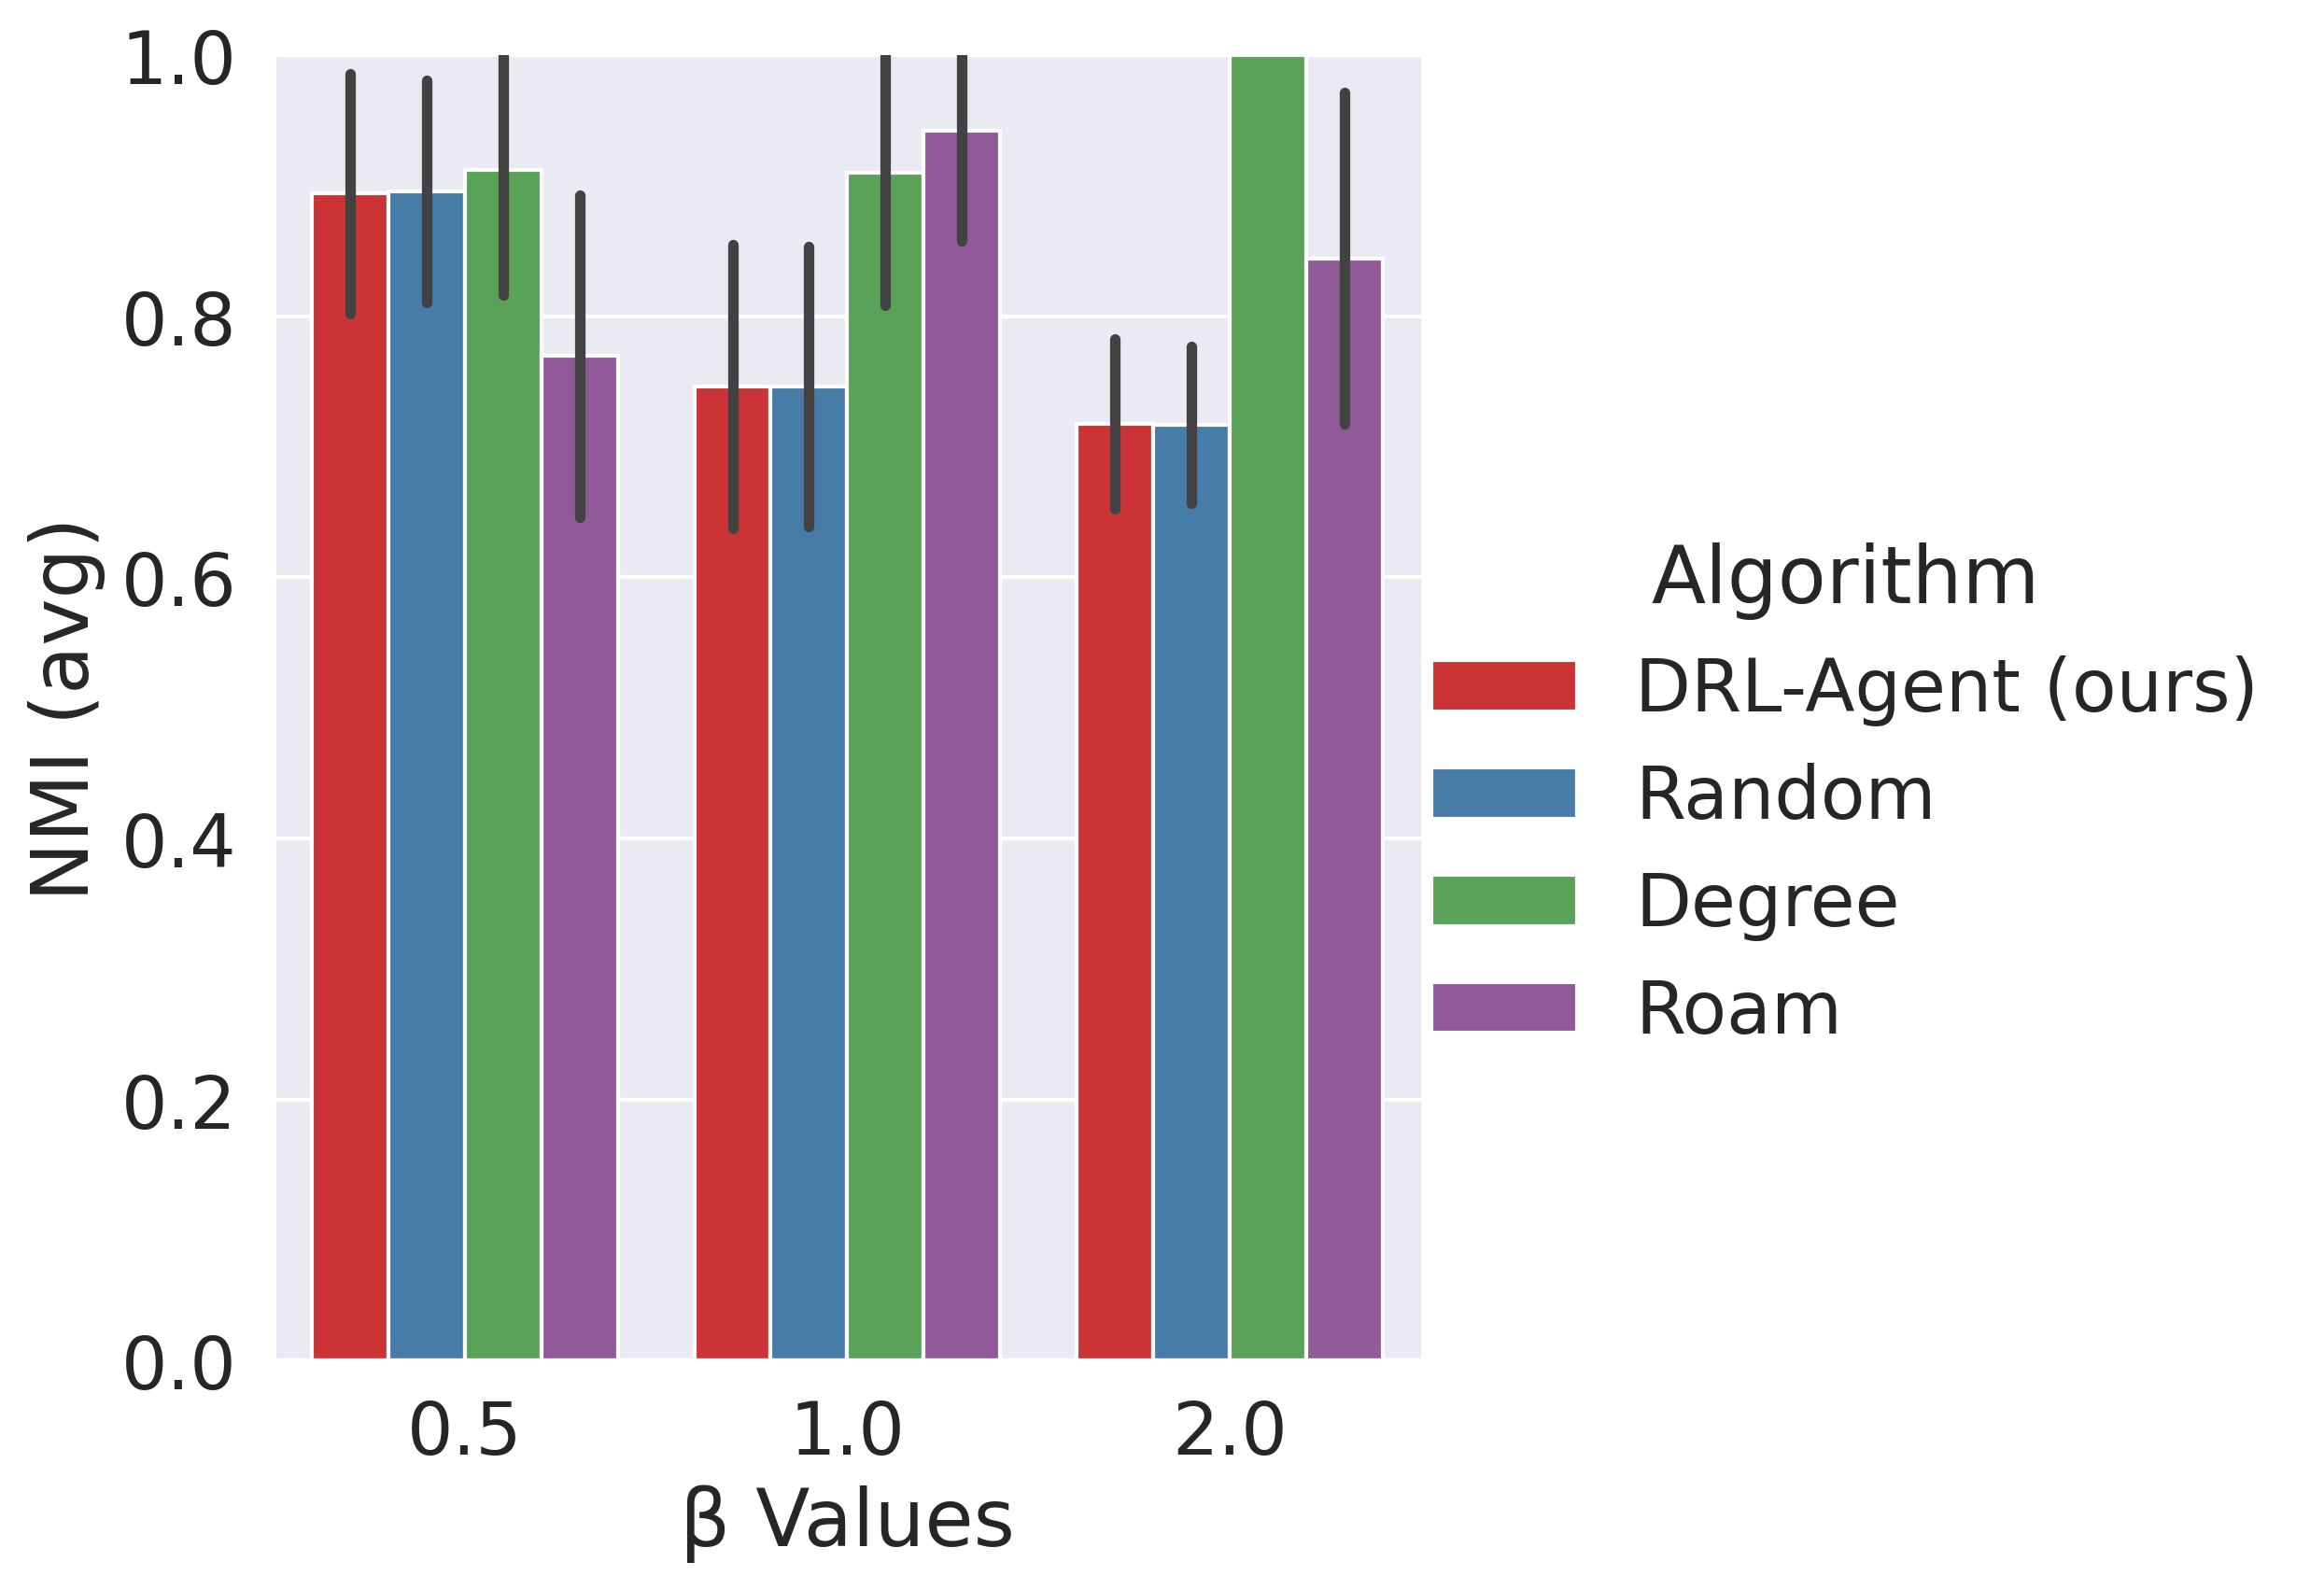 1.0
0.8
0.6
0.4
0.2
0.0
NMI (avg)
0.5 1.0 2.0
β Values
Algorithm
DRL-Agent (ours)
Random
Degree
Roam